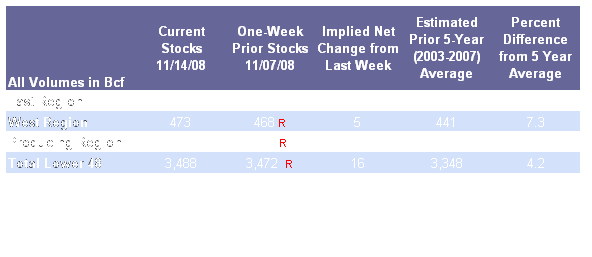 All Volumes in Bcf Current Stocks 11/14/08 One-Week Prior Stocks 11/07/08 Implied Net Change from Last Week Estimated Prior 5-Year (2003-2007) Average Percent Difference from 5 Year Average
East Region
West Region 473 468 R 5 441 7.3
Producing Region R
Total Lower 48 3,488 3,472 R 16 3,348 4.2